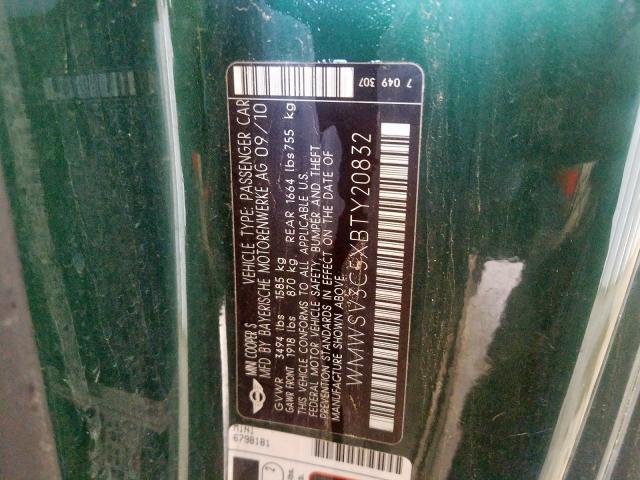 7 049 307
VEHICLE TYPE: PASSENGER CAR
MINI COOPER S
MFD BY BAYERISCHE MOTORENWERKE AG 09/10
GVWR 3494 lbs 1585 kg
GAWR FRONT 1918 lbs 870 kg REAR 1664 lbs 755 kg
THIS VEHICLE CONFORMS TO ALL APPLICABLE U.S.
FEDERAL MOTOR VEHICLE SAFETY, BUMPER AND THEFT
PREVENTION STANDARDS IN EFFECT ON THE DATE OF
MANUFACTURE SHOWN ABOVE.
WMWSV3C5XBTY20832
MINI
6798181
2
lbs.